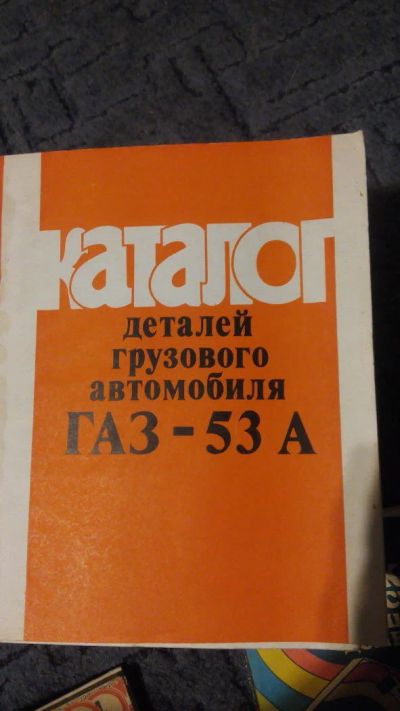 каталог
деталей
грузового
автомобиля
ГАЗ - 53 А